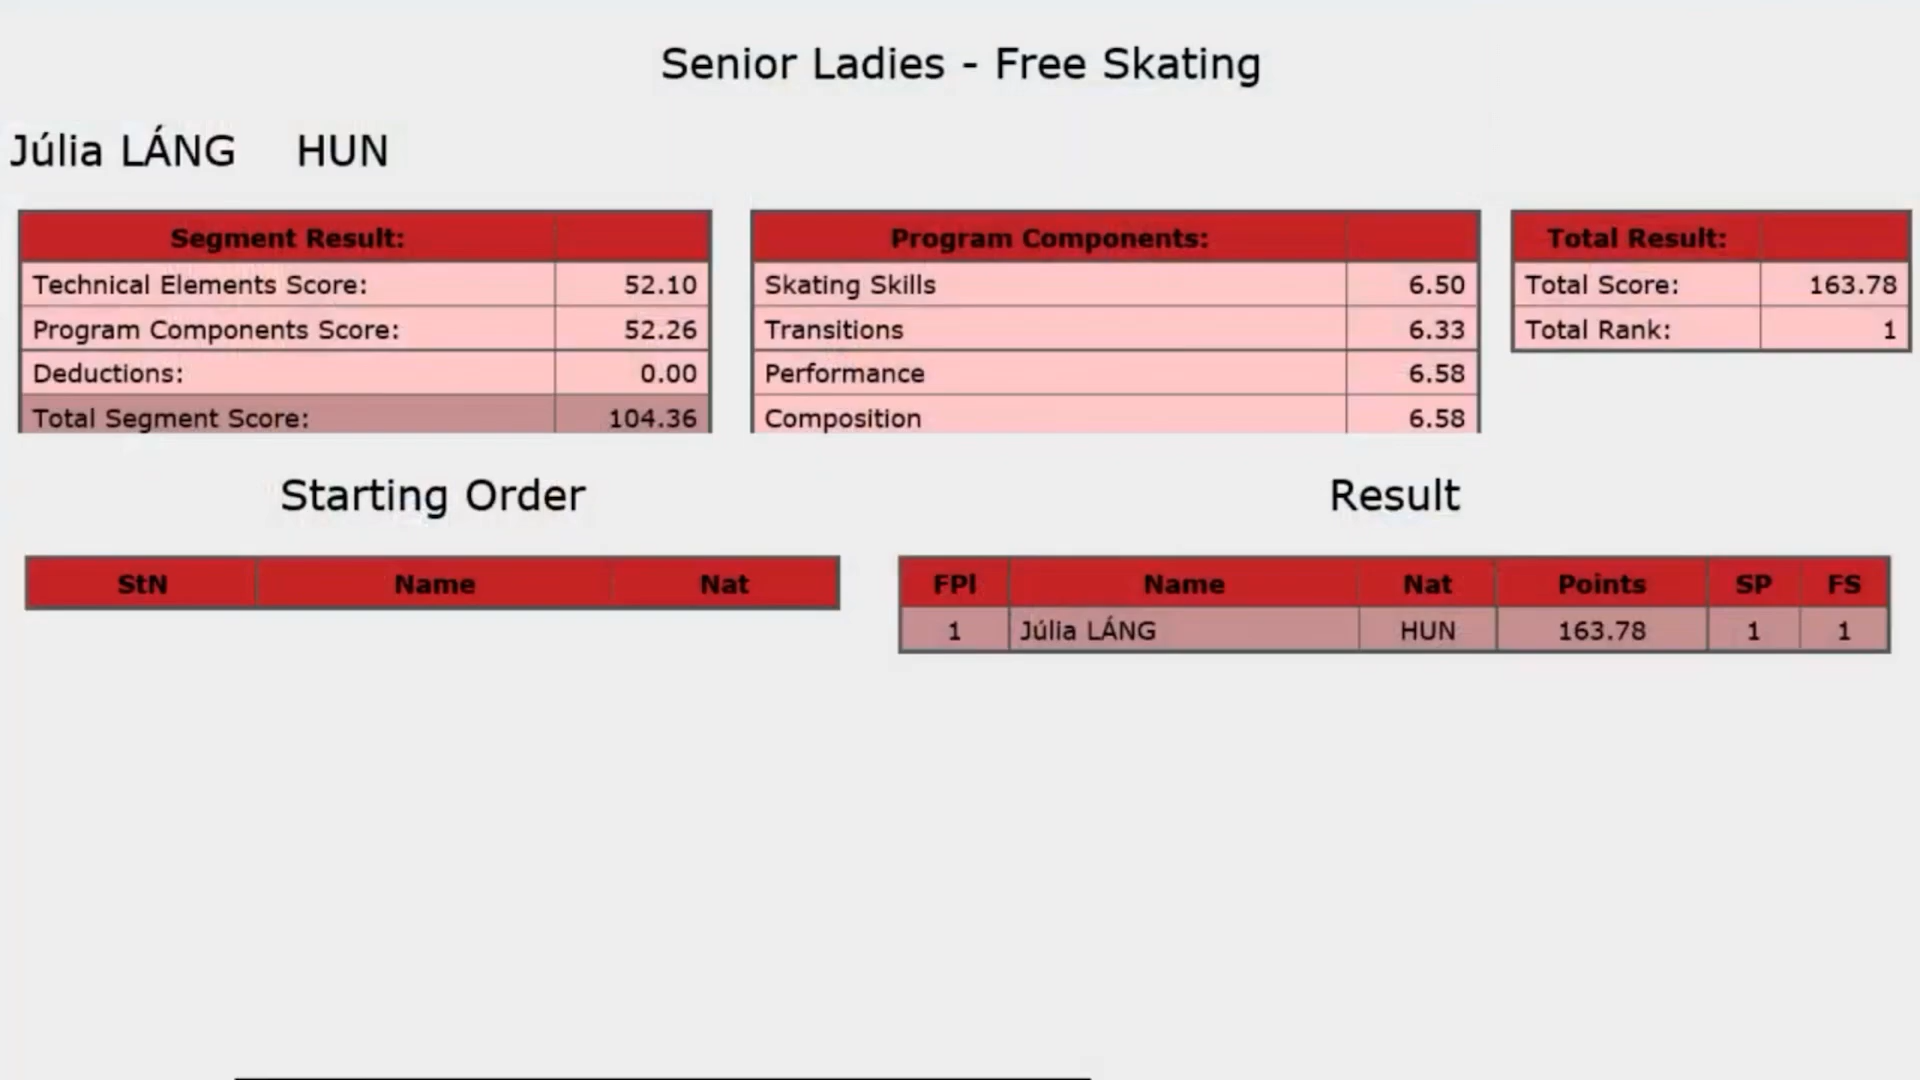 Senior Ladies - Free Skating
Júlia LÁNG HUN
Segment Result:
Technical Elements Score: 52.10
Program Components Score: 52.26
Deductions: 0.00
Total Segment Score: 104.36
Program Components:
Skating Skills 6.50
Transitions 6.33
Performance 6.58
Composition 6.58
Total Result:
Total Score: 163.78
Total Rank: 1
Starting Order
StN Name Nat
Result
FPl Name Nat Points SP FS
1 Júlia LÁNG HUN 163.78 1 1